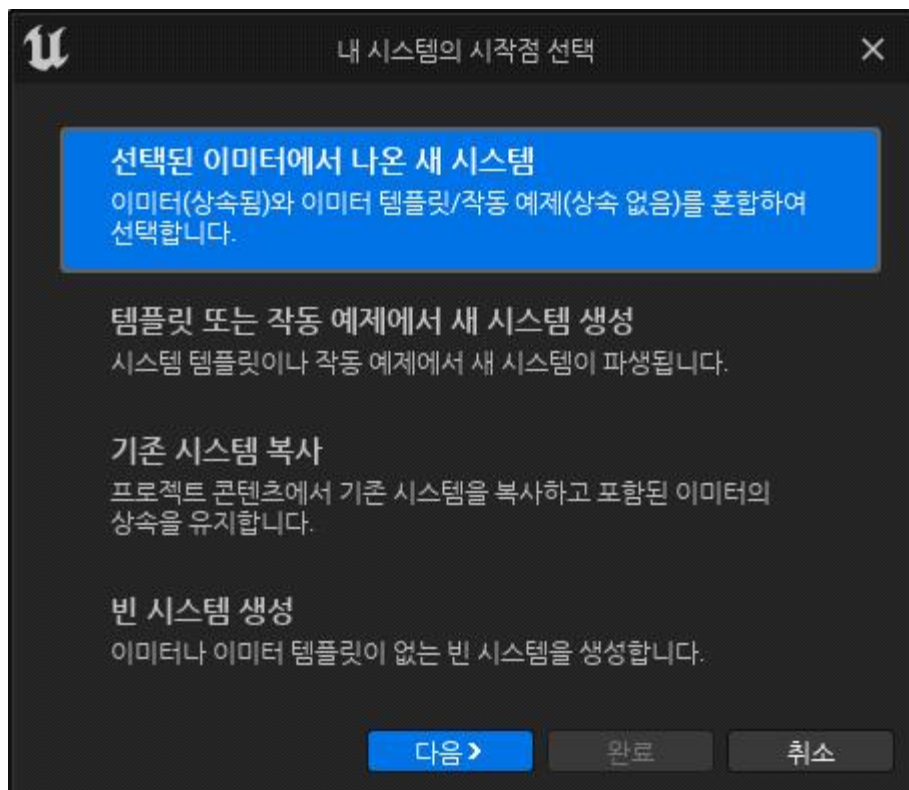 내 시스템의 시작점 선택
선택된 이미터에서 나온 새 시스템
이미터(상속됨)와 이미터 템플릿/작동 예제(상속 없음)를 혼합하여
선택합니다.
템플릿 또는 작동 예제에서 새 시스템 생성
시스템 템플릿이나 작동 예제에서 새 시스템이 파생됩니다.
기존 시스템 복사
프로젝트 콘텐츠에서 기존 시스템을 복사하고 포함된 이미터의
상속을 유지합니다.
빈 시스템 생성
이미터나 이미터 템플릿이 없는 빈 시스템을 생성합니다.
다음 완료 취소